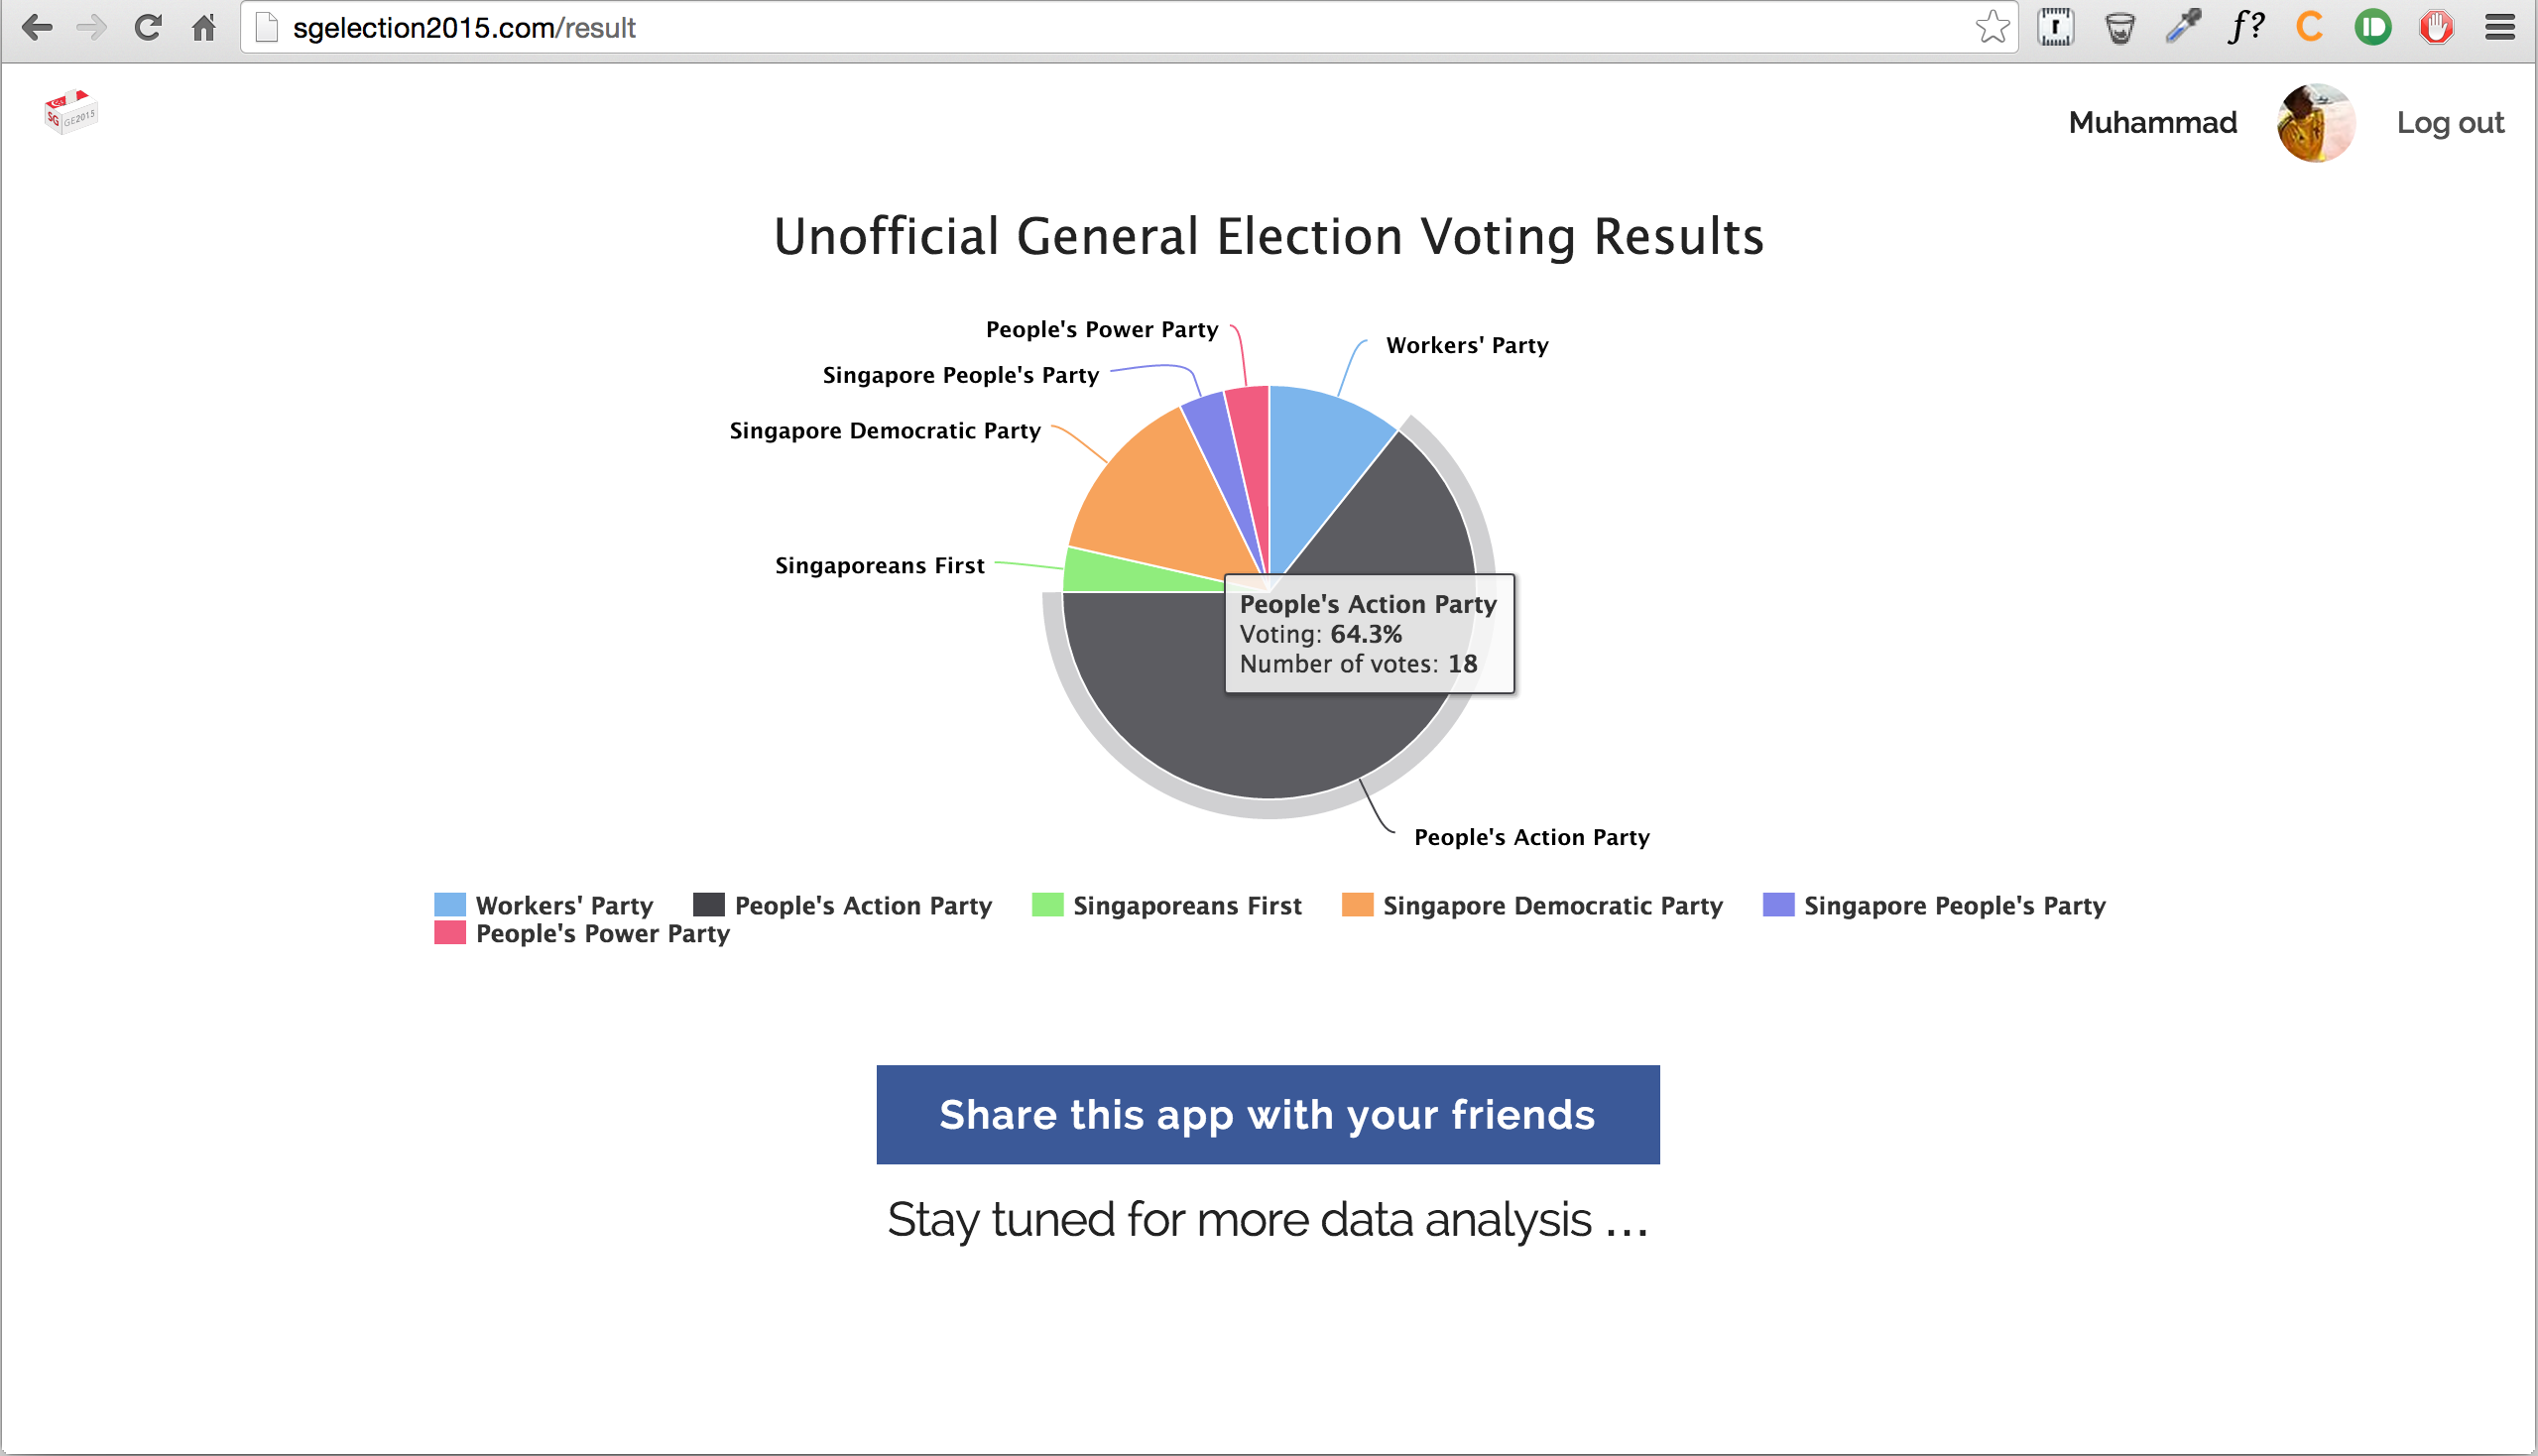 sgelection2015.com/result
SG GE2015
Muhammad
Log out
Unofficial General Election Voting Results
People's Power Party
Workers' Party
Singapore People's Party
Singapore Democratic Party
Singaporeans First
People's Action Party
Voting: 64.3%
Number of votes: 18
People's Action Party
Workers' Party People's Action Party Singaporeans First Singapore Democratic Party Singapore People's Party
People's Power Party
Share this app with your friends
Stay tuned for more data analysis ...
r
f?
C